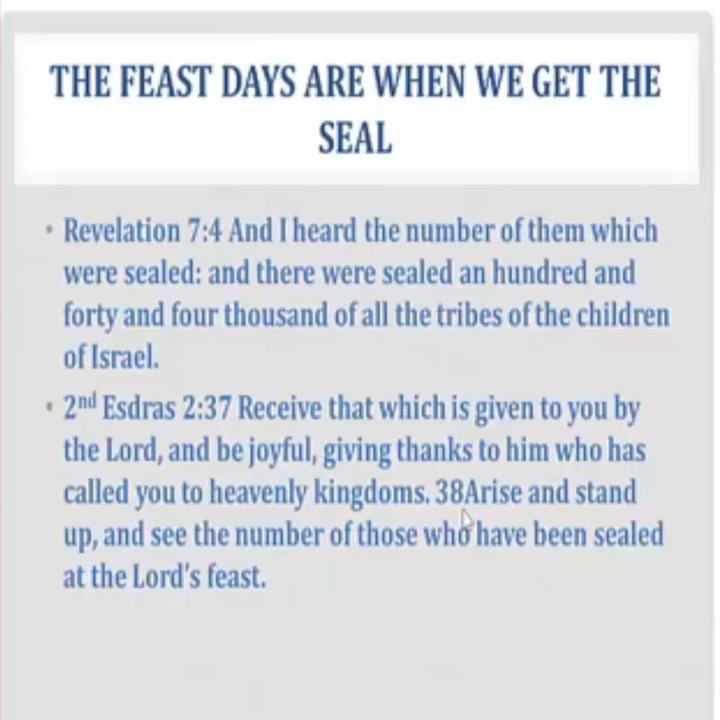 THE FEAST DAYS ARE WHEN WE GET THE
SEAL
• Revelation 7:4 And I heard the number of them which
were sealed: and there were sealed an hundred and
forty and four thousand of all the tribes of the children
of Israel.
• 2nd Esdras 2:37 Receive that which is given to you by
the Lord, and be joyful, giving thanks to him who has
called you to heavenly kingdoms. 38Arise and stand
up, and see the number of those who have been sealed
at the Lord's feast.